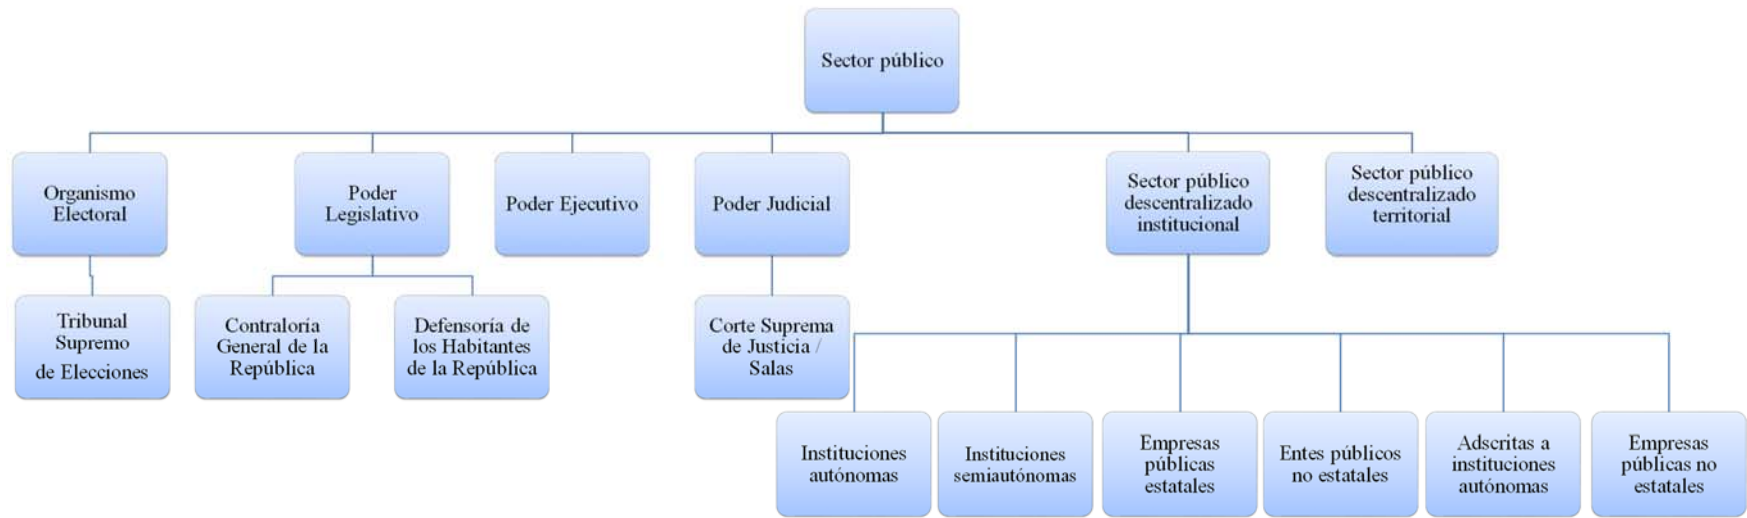 Sector público
Organismo
Electoral
Poder
Legislativo
Poder Ejecutivo
Poder Judicial
Sector público
descentralizado
institucional
Sector público
descentralizado
territorial
Tribunal
Supremo
de Elecciones
Contraloría
General de la
República
Defensoría de
los Habitantes
de la República
Corte Suprema
de Justicia /
Salas
Instituciones
autónomas
Instituciones
semiautónomas
Empresas
públicas
estatales
Entes públicos
no estatales
Adscritas a
instituciones
autónomas
Empresas
públicas no
estatales